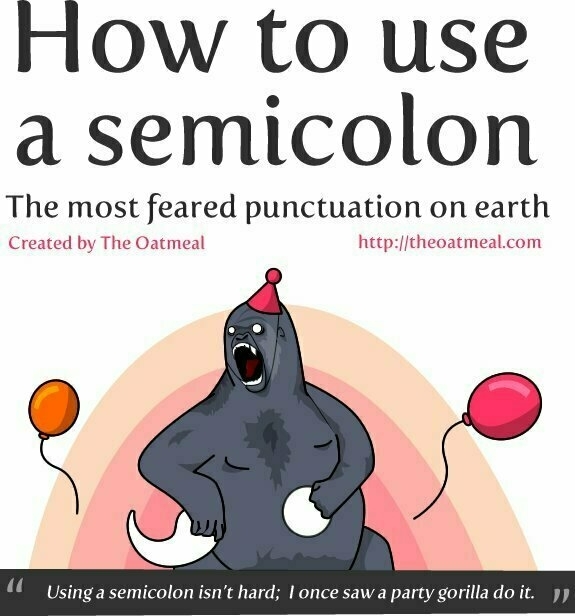 How to use
a semicolon
The most feared punctuation on earth
Created by The Oatmeal http://theoatmeal.com
“ Using a semicolon isn't hard; I once saw a party gorilla do it. ”